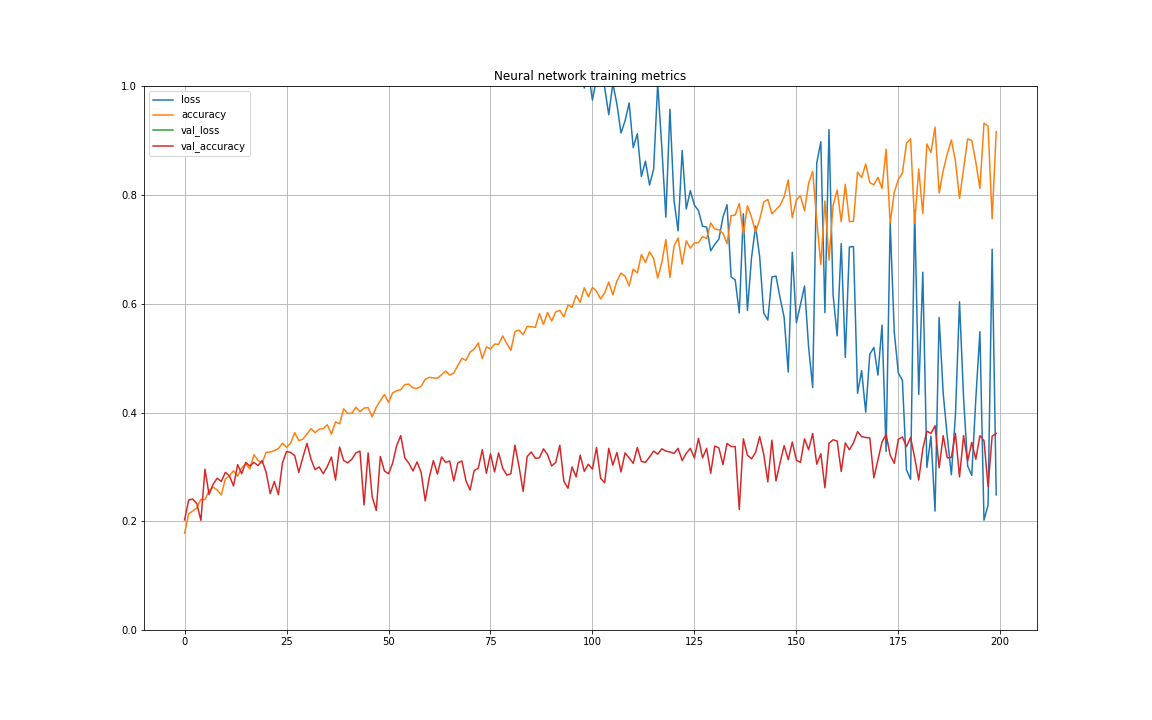 Neural network training metrics
1.0
loss
accuracy
val_loss
val_accuracy
0.8
0.6
0.4
0.2
0.0
0 25 50 75 100 125 150 175 200